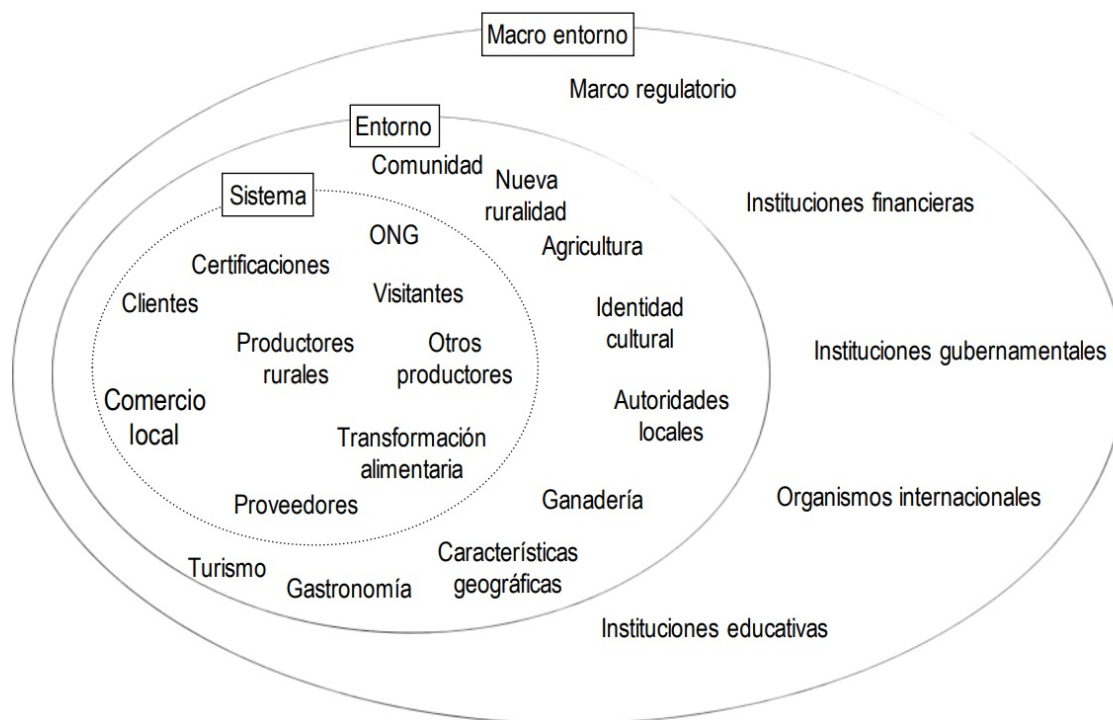 Macro entorno
Marco regulatorio
Entorno
Comunidad
Nueva
ruralidad
Sistema
Instituciones financieras
ONG
Agricultura
Certificaciones
Clientes
Visitantes
Identidad
cultural
Productores
rurales
Otros
productores
Instituciones gubernamentales
Comercio
local
Autoridades
locales
Transformación
alimentaria
Proveedores
Ganadería
Organismos internacionales
Turismo
Gastronomía
Características
geográficas
Instituciones educativas